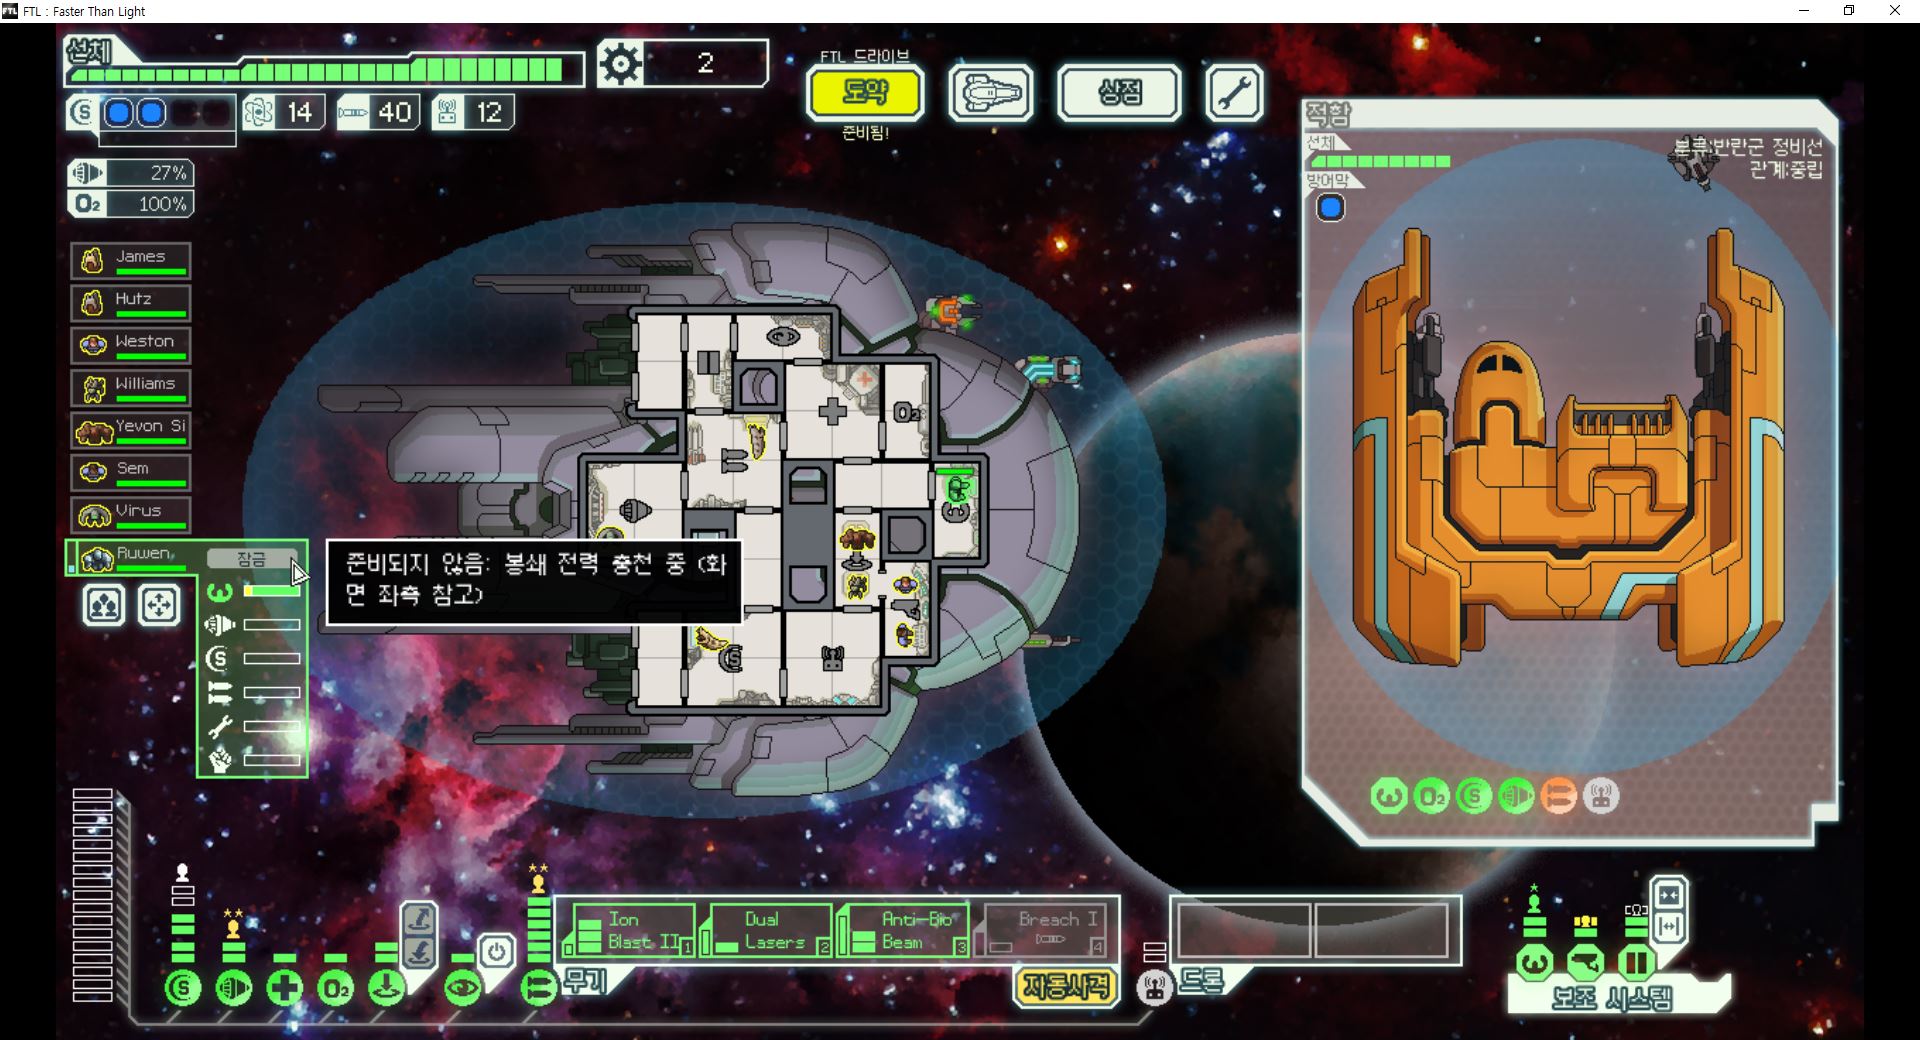 FTL : Faster Than Light
선체
2
FTL 드라이브
도약
준비됨!
상점
14
40
12
27%
O2
100%
James
Hutz
Weston
Williams
Yevon Si
Sem
Virus
Ruwen
잠금
준비되지 않음: 봉쇄 전력 충전 중 (화
면 좌측 참고)
적함
선체
분류:반란군 정비선
관계:중립
방어막
O2
O2
Ion
Blast II
1
Dual
Lasers
2
Anti-Bio
Beam
3
Breach I
4
무기
자동사격
드론
O2
보조 시스템